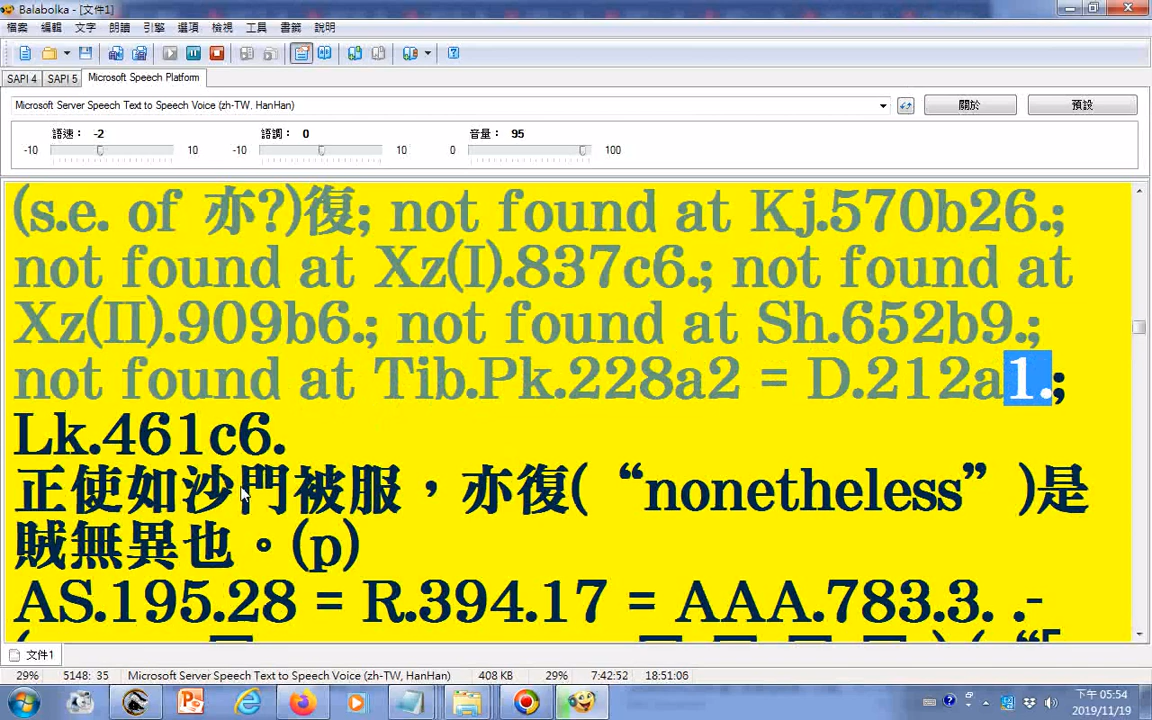 Balabolka - [文件1]
檔案 編輯 文字 朗讀 引擎 選項 檢視 工具 書籤 說明
SAPI 4 SAPI 5 Microsoft Speech Platform
Microsoft Server Speech Text to Speech Voice (zh-TW, HanHan) 關於 預設
語速： -2 語調： 0 音量： 95
-10 10 -10 10 0 100
(s.e. of 亦?)復; not found at Kj.570b26.;
not found at Xz(I).837c6.; not found at
Xz(II).909b6.; not found at Sh.652b9.;
not found at Tib.Pk.228a2 = D.212a1.;
Lk.461c6.
正使如沙門被服，亦復(“nonetheless”)是
賊無異也。(p)
AS.195.28 = R.394.17 = AAA.783.3. .-
文件1
29% 5148: 35 Microsoft Server Speech Text to Speech Voice (zh-TW, HanHan) 408 KB 29% 7:42:52 18:51:06
下午 05:54
2019/11/19